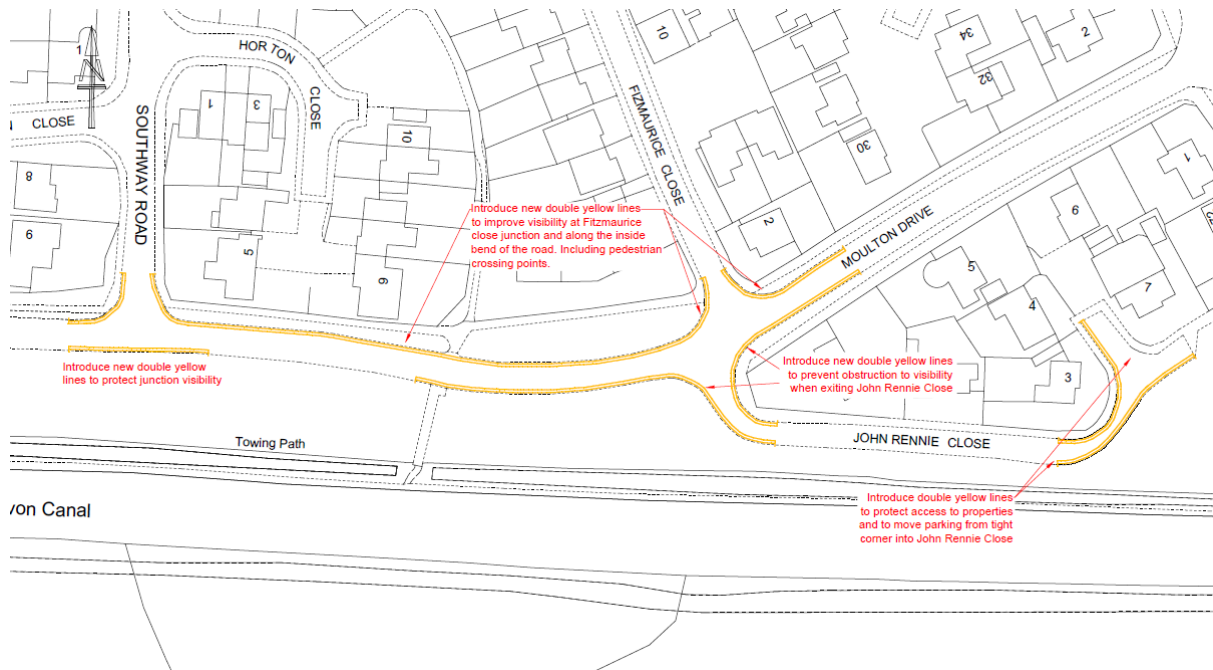 1
HORTON
CLOSE
CLOSE
SOUTHWAY ROAD
8
9
1
3
5
10
6
10
FIZMAURICE CLOSE
2
34
32
30
2
MOULTON DRIVE
1
6
5
4
7
3
Introduce new double yellow lines
to improve visibility at Fitzmaurice
close junction and along the inside
bend of the road. Including pedestrian
crossing points.
Introduce new double yellow
lines to protect junction visibility
Introduce new double yellow lines
to prevent obstruction to visibility
when exiting John Rennie Close
JOHN RENNIE CLOSE
Towing Path
Introduce double yellow lines
to protect access to properties
and to move parking from tight
corner into John Rennie Close
von Canal